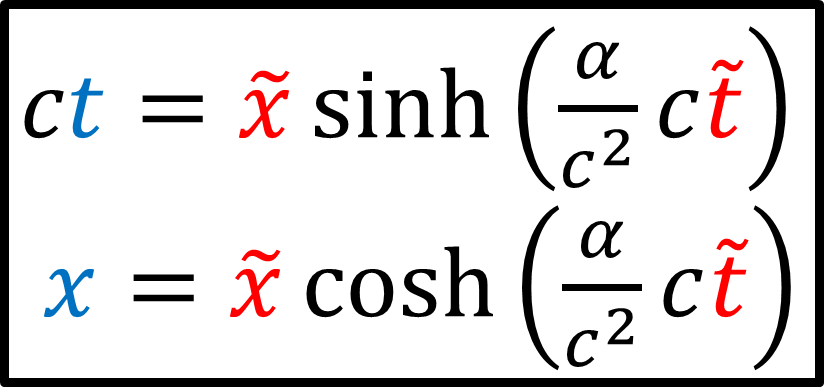 ct = x̃ sinh (α/c² ct̃)
x = x̃ cosh (α/c² ct̃)